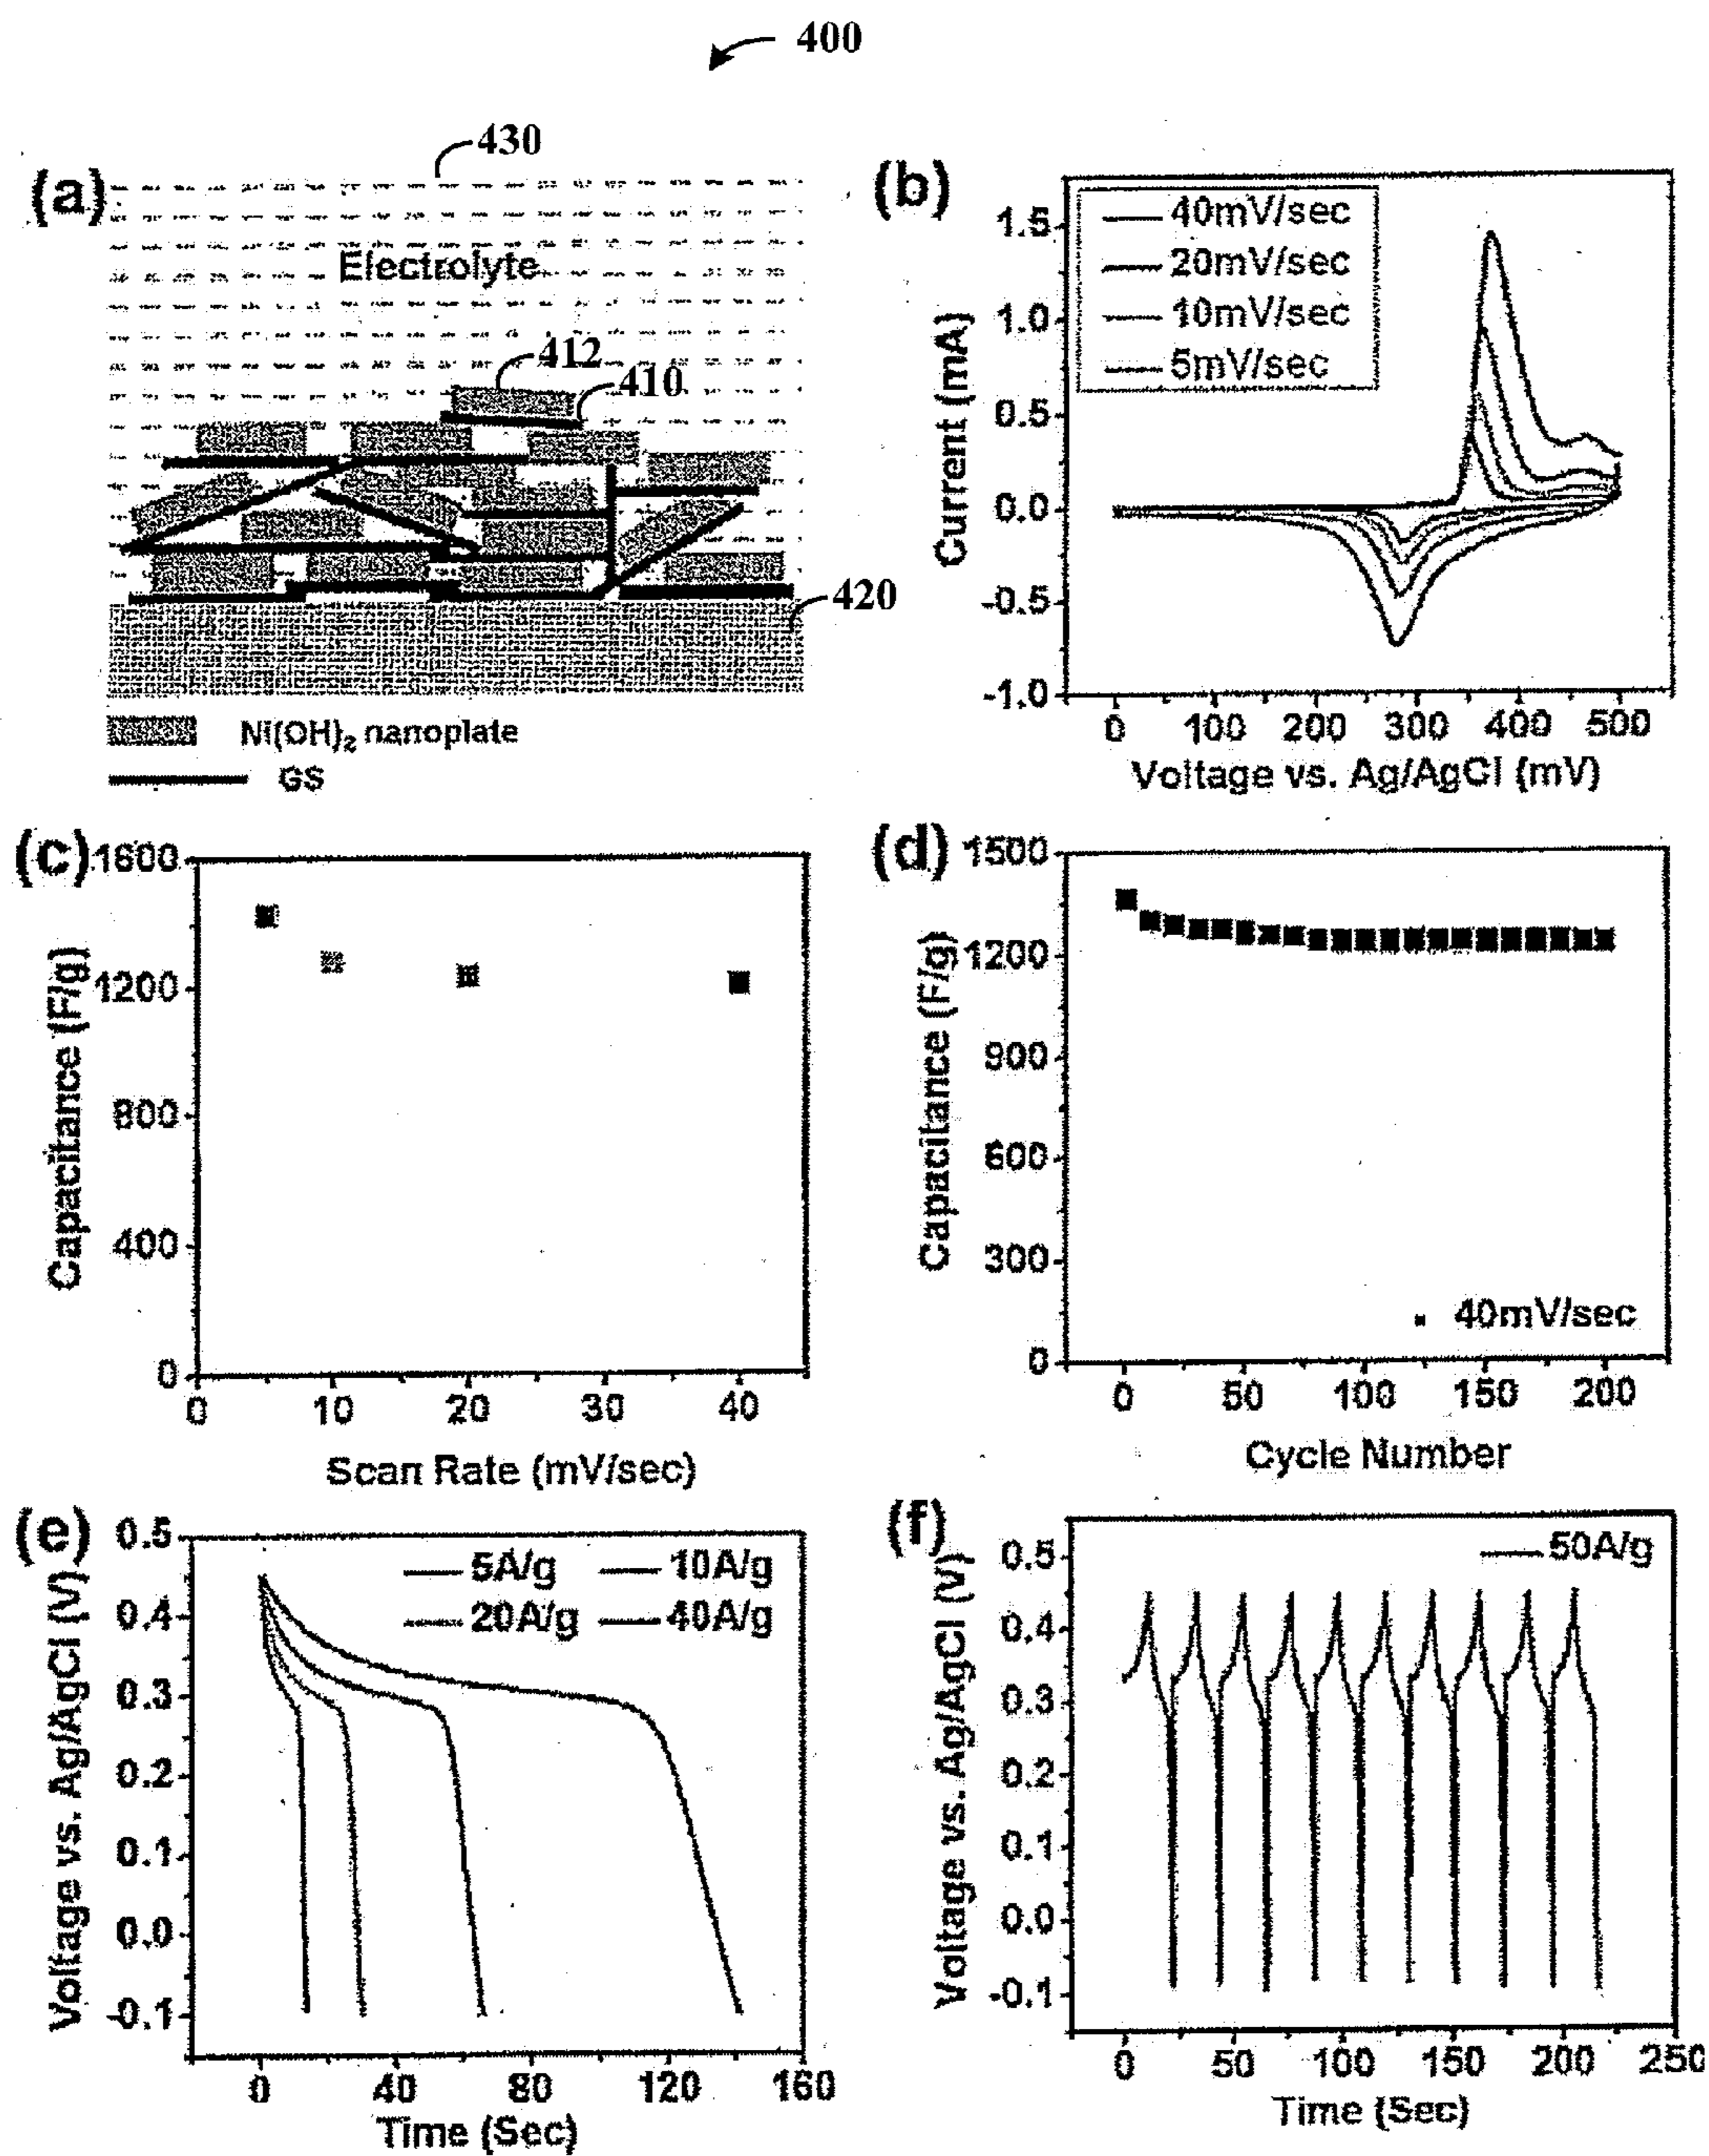 400
430
(a)
Electrolyte
412
410
420
Ni(OH)₂ nanoplate
GS
(b)
40mV/sec
20mV/sec
10mV/sec
5mV/sec
Current (mA)
1.5
1.0
0.5
0.0
-0.5
-1.0
0 100 200 300 400 500
Voltage vs. Ag/AgCl (mV)
(c)
Capacitance (F/g)
1600
1200
800
400
0
0 10 20 30 40
Scan Rate (mV/sec)
(d)
Capacitance (F/g)
1500
1200
900
600
300
0
40mV/sec
0 50 100 150 200
Cycle Number
(e)
Voltage vs. Ag/AgCl (V)
0.5
0.4
0.3
0.2
0.1
0.0
-0.1
5A/g 10A/g
20A/g 40A/g
0 40 80 120 160
Time (Sec)
(f)
Voltage vs. Ag/AgCl (V)
0.5
0.4
0.3
0.2
0.1
0.0
-0.1
50A/g
0 50 100 150 200 250
Time (Sec)